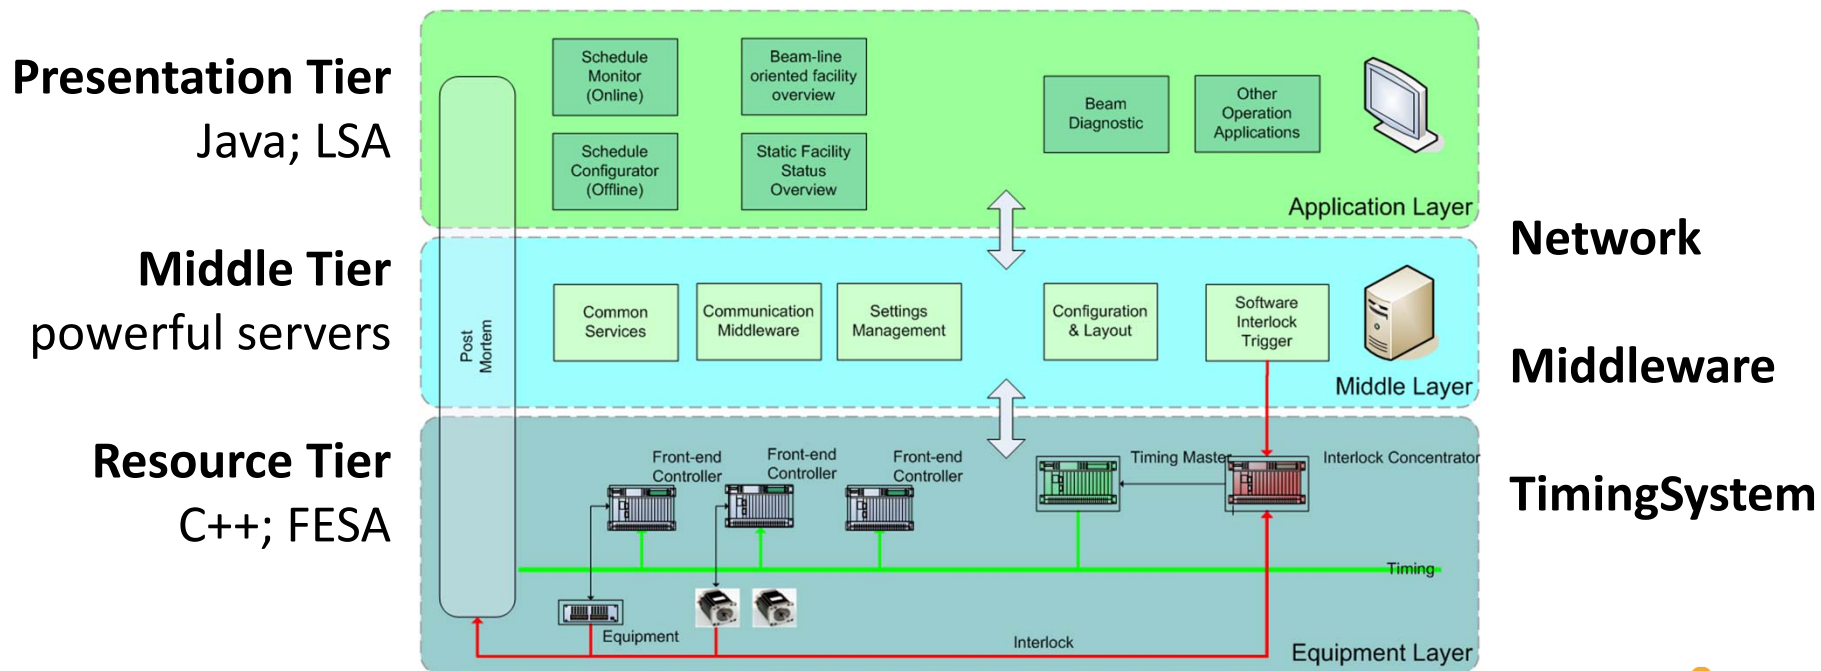 Presentation Tier
Java; LSA
Middle Tier
powerful servers
Resource Tier
C++; FESA
Schedule
Monitor
(Online)
Beam-line
oriented facility
overview
Beam
Diagnostic
Other
Operation
Applications
Schedule
Configurator
(Offline)
Static Facility
Status
Overview
Application Layer
Post
Mortem
Common
Services
Communication
Middleware
Settings
Management
Configuration
& Layout
Software
Interlock
Trigger
Middle Layer
Front-end
Controller
Front-end
Controller
Front-end
Controller
Timing Master
Interlock Concentrator
Timing
Equipment
Interlock
Equipment Layer
Network
Middleware
TimingSystem